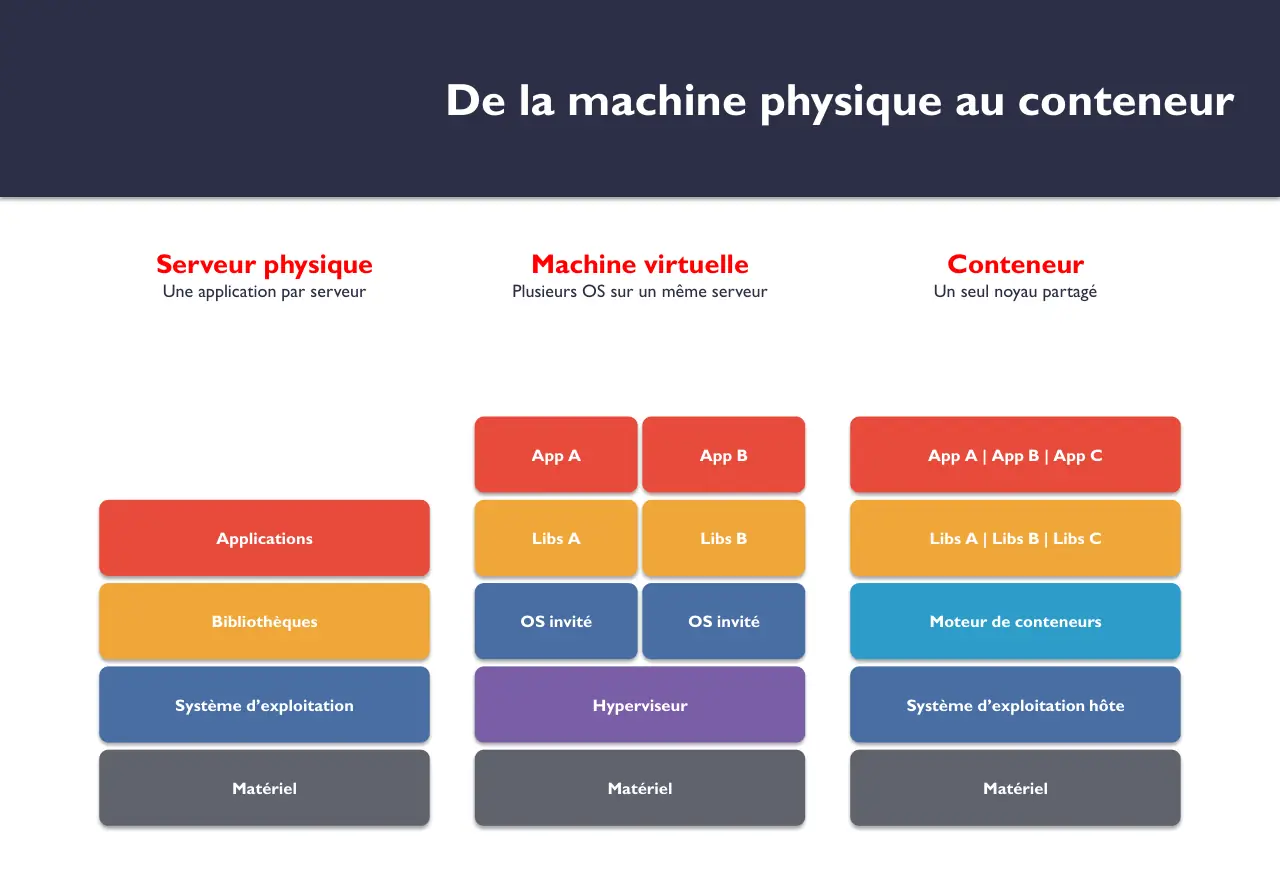 De la machine physique au conteneur
Serveur physique
Une application par serveur
Applications
Bibliothèques
Système d’exploitation
Matériel
Machine virtuelle
Plusieurs OS sur un même serveur
App A
App B
Libs A
Libs B
OS invité
OS invité
Hyperviseur
Matériel
Conteneur
Un seul noyau partagé
App A | App B | App C
Libs A | Libs B | Libs C
Moteur de conteneurs
Système d’exploitation hôte
Matériel